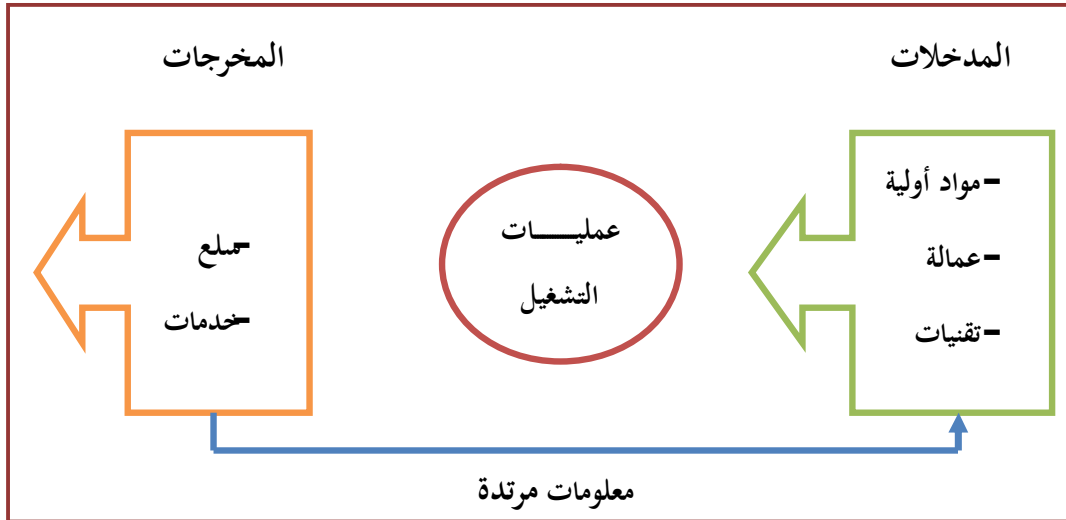 المدخلات
المخرجات
-مواد أولية
-عمالة
-تقنيات
عمليـــــات
التشغيل
-سلع
-خدمات
معلومات مرتدة